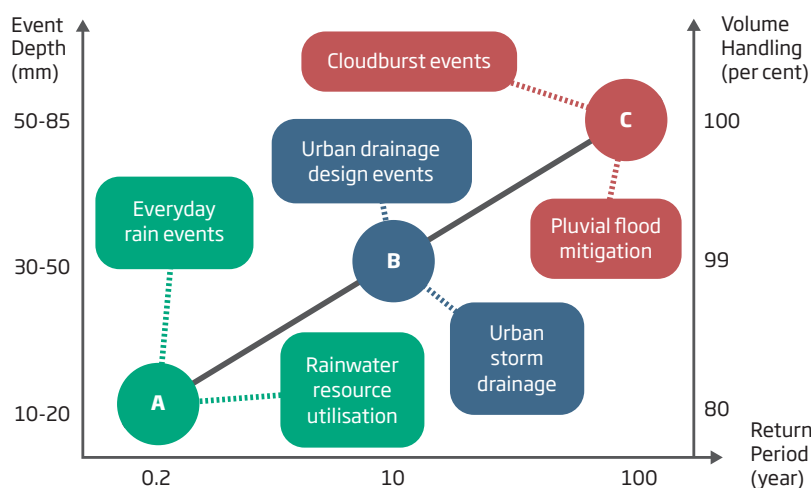 Event
Depth
(mm)
Volume
Handling
(per cent)
Cloudburst events
50-85
C
100
Urban drainage
design events
Everyday
rain events
Pluvial flood
mitigation
30-50
B
99
Urban
storm
drainage
Rainwater
resource
utilisation
A
10-20
80
Return
Period
(year)
0.2
10
100